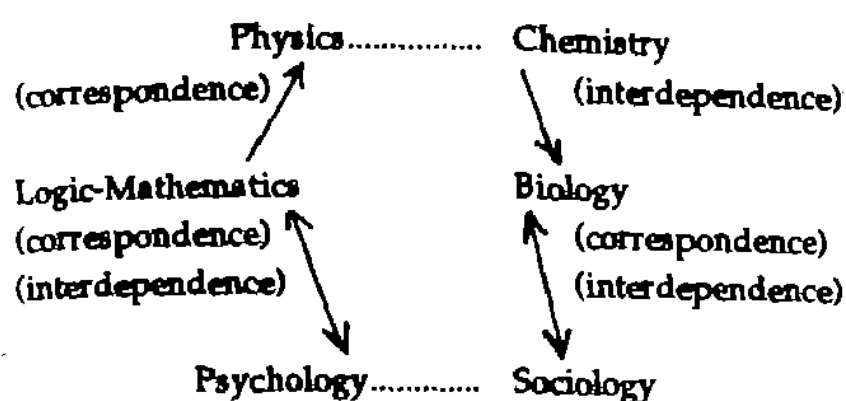 Physics............... Chemistry
(correspondence) (interdependence)
Logic-Mathematics Biology
(correspondence) (correspondence)
(interdependence) (interdependence)
Psychology............ Sociology